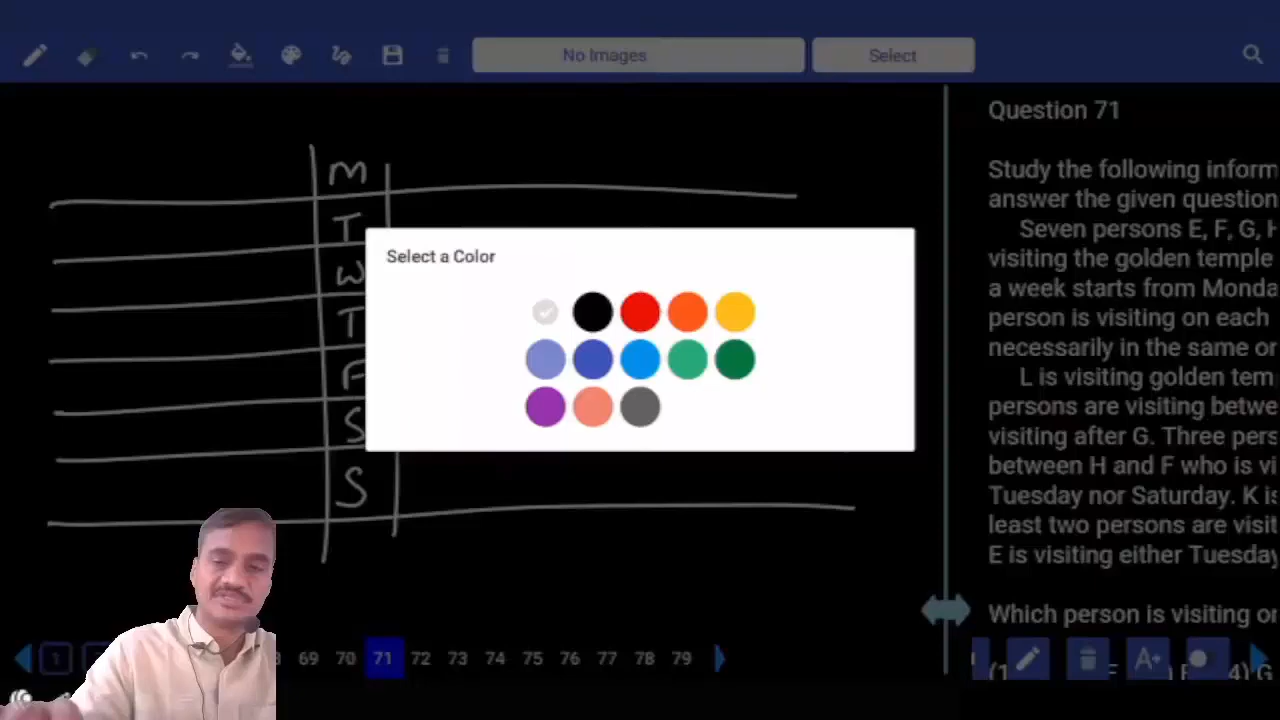 No Images
Select
Question 71
M
T
W
T
F
S
S
Select a Color
Study the following inform
answer the given question
Seven persons E, F, G, H
visiting the golden temple
a week starts from Monda
person is visiting on each
necessarily in the same or
L is visiting golden tem
persons are visiting betwe
visiting after G. Three pers
between H and F who is vi
Tuesday nor Saturday. K is
least two persons are visit
E is visiting either Tuesday
Which person is visiting or
1
69 70 71 72 73 74 75 76 77 78 79
A+